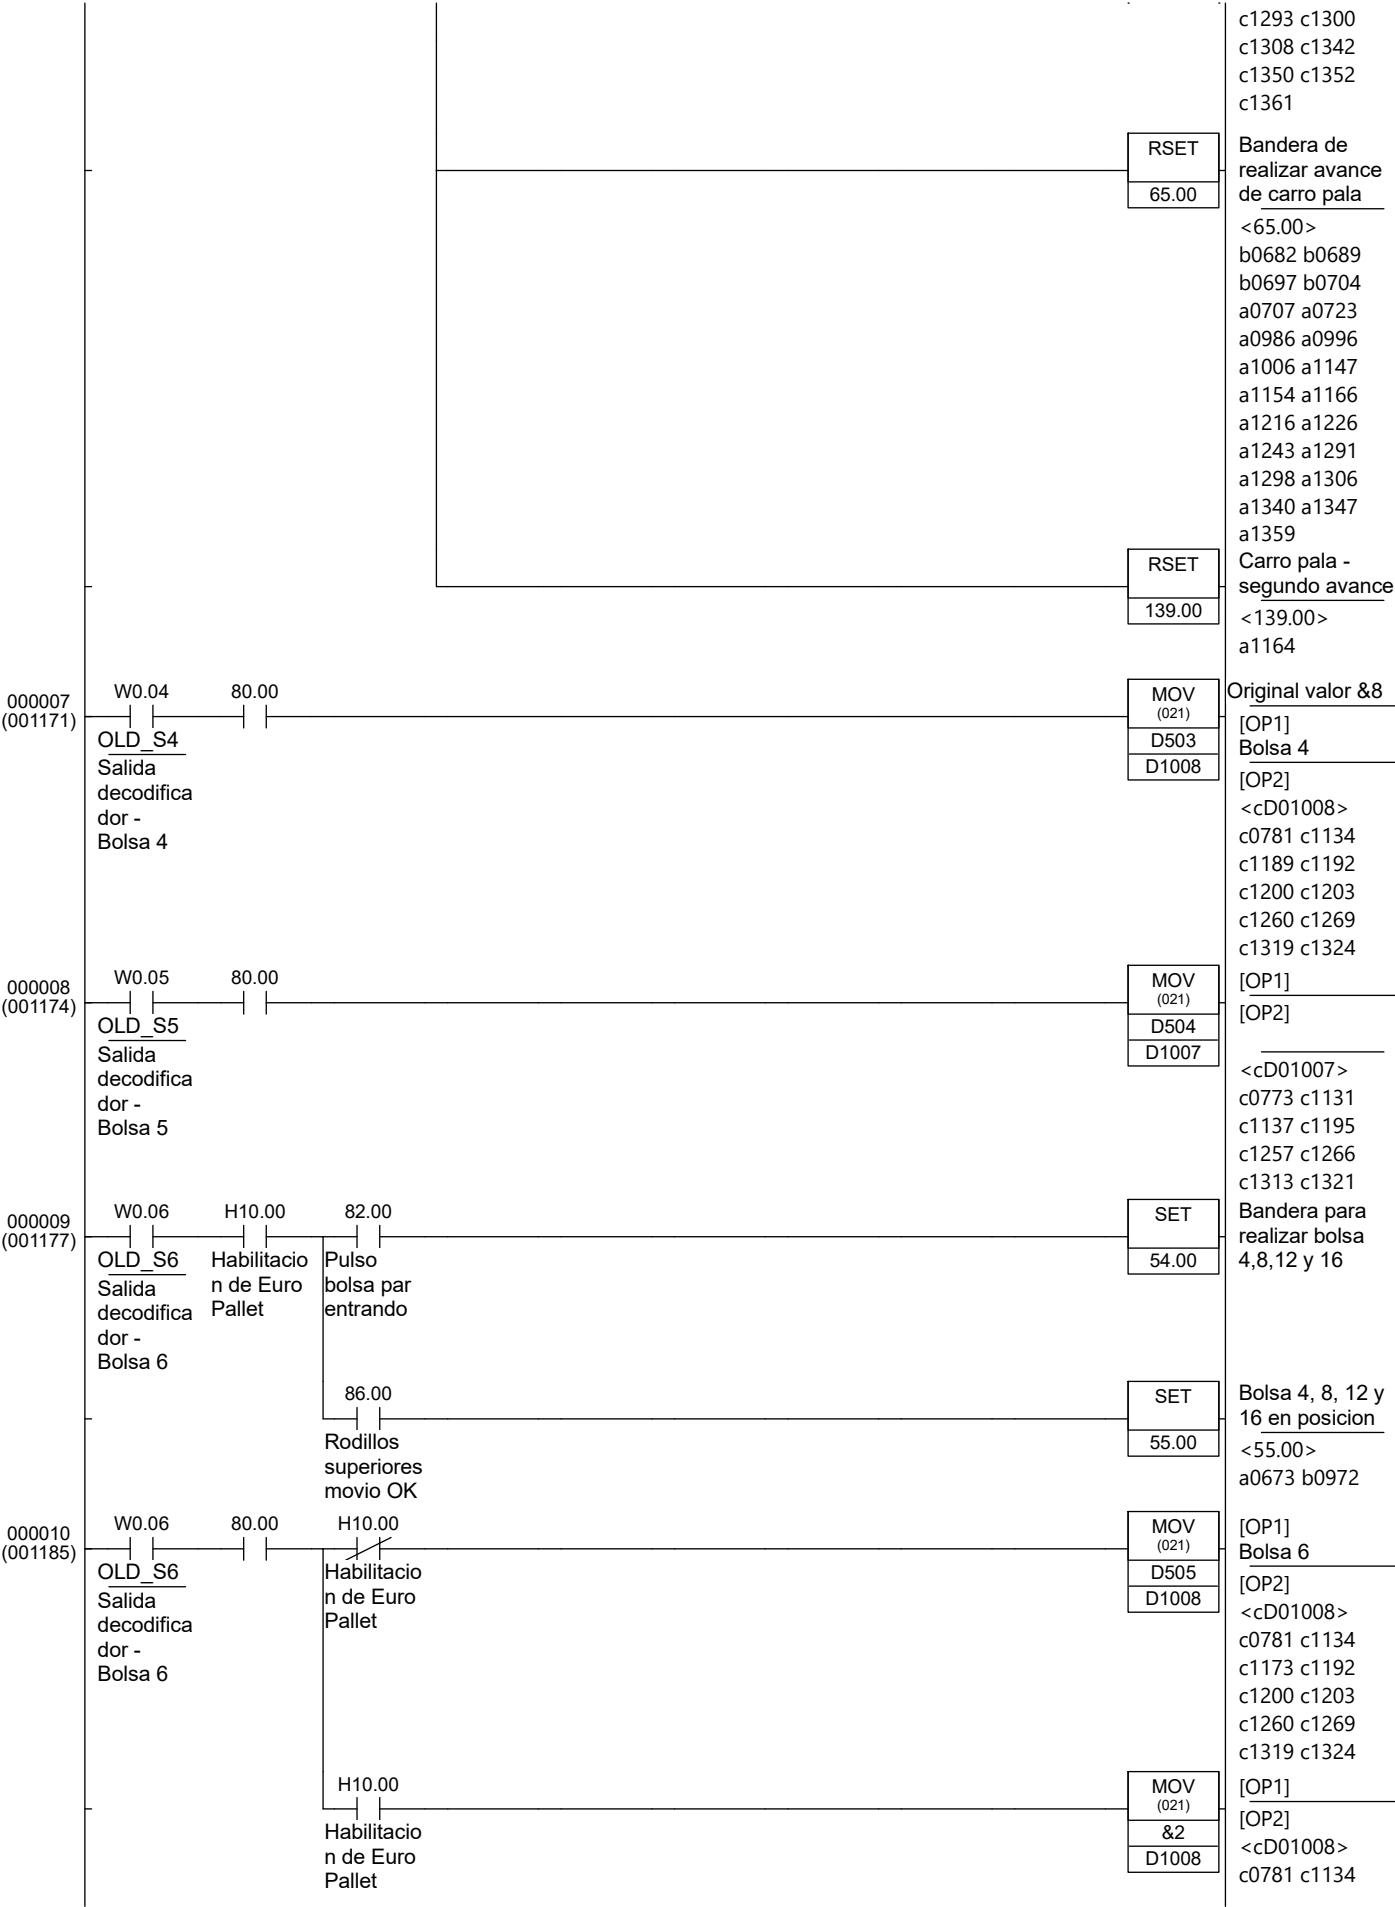 c1293 c1300
c1308 c1342
c1350 c1352
c1361
RSET
65.00
Bandera de
realizar avance
de carro pala
<65.00>
b0682 b0689
b0697 b0704
a0707 a0723
a0986 a0996
a1006 a1147
a1154 a1166
a1216 a1226
a1243 a1291
a1298 a1306
a1340 a1347
a1359
RSET
139.00
Carro pala -
segundo avance
<139.00>
a1164
000007
(001171)
W0.04
OLD_S4
Salida
decodifica
dor -
Bolsa 4
80.00
MOV
(021)
D503
D1008
Original valor &8
[OP1]
Bolsa 4
[OP2]
<cD01008>
c0781 c1134
c1189 c1192
c1200 c1203
c1260 c1269
c1319 c1324
000008
(001174)
W0.05
OLD_S5
Salida
decodifica
dor -
Bolsa 5
80.00
MOV
(021)
D504
D1007
[OP1]
[OP2]
<cD01007>
c0773 c1131
c1137 c1195
c1257 c1266
c1313 c1321
000009
(001177)
W0.06
OLD_S6
Salida
decodifica
dor -
Bolsa 6
H10.00
Habilitacio
n de Euro
Pallet
82.00
Pulso
bolsa par
entrando
SET
54.00
Bandera para
realizar bolsa
4,8,12 y 16
86.00
Rodillos
superiores
movio OK
SET
55.00
Bolsa 4, 8, 12 y
16 en posicion
<55.00>
a0673 b0972
000010
(001185)
W0.06
OLD_S6
Salida
decodifica
dor -
Bolsa 6
80.00
H10.00
Habilitacio
n de Euro
Pallet
MOV
(021)
D505
D1008
[OP1]
Bolsa 6
[OP2]
<cD01008>
c0781 c1134
c1173 c1192
c1200 c1203
c1260 c1269
c1319 c1324
H10.00
Habilitacio
n de Euro
Pallet
MOV
(021)
&2
D1008
[OP1]
[OP2]
<cD01008>
c0781 c1134